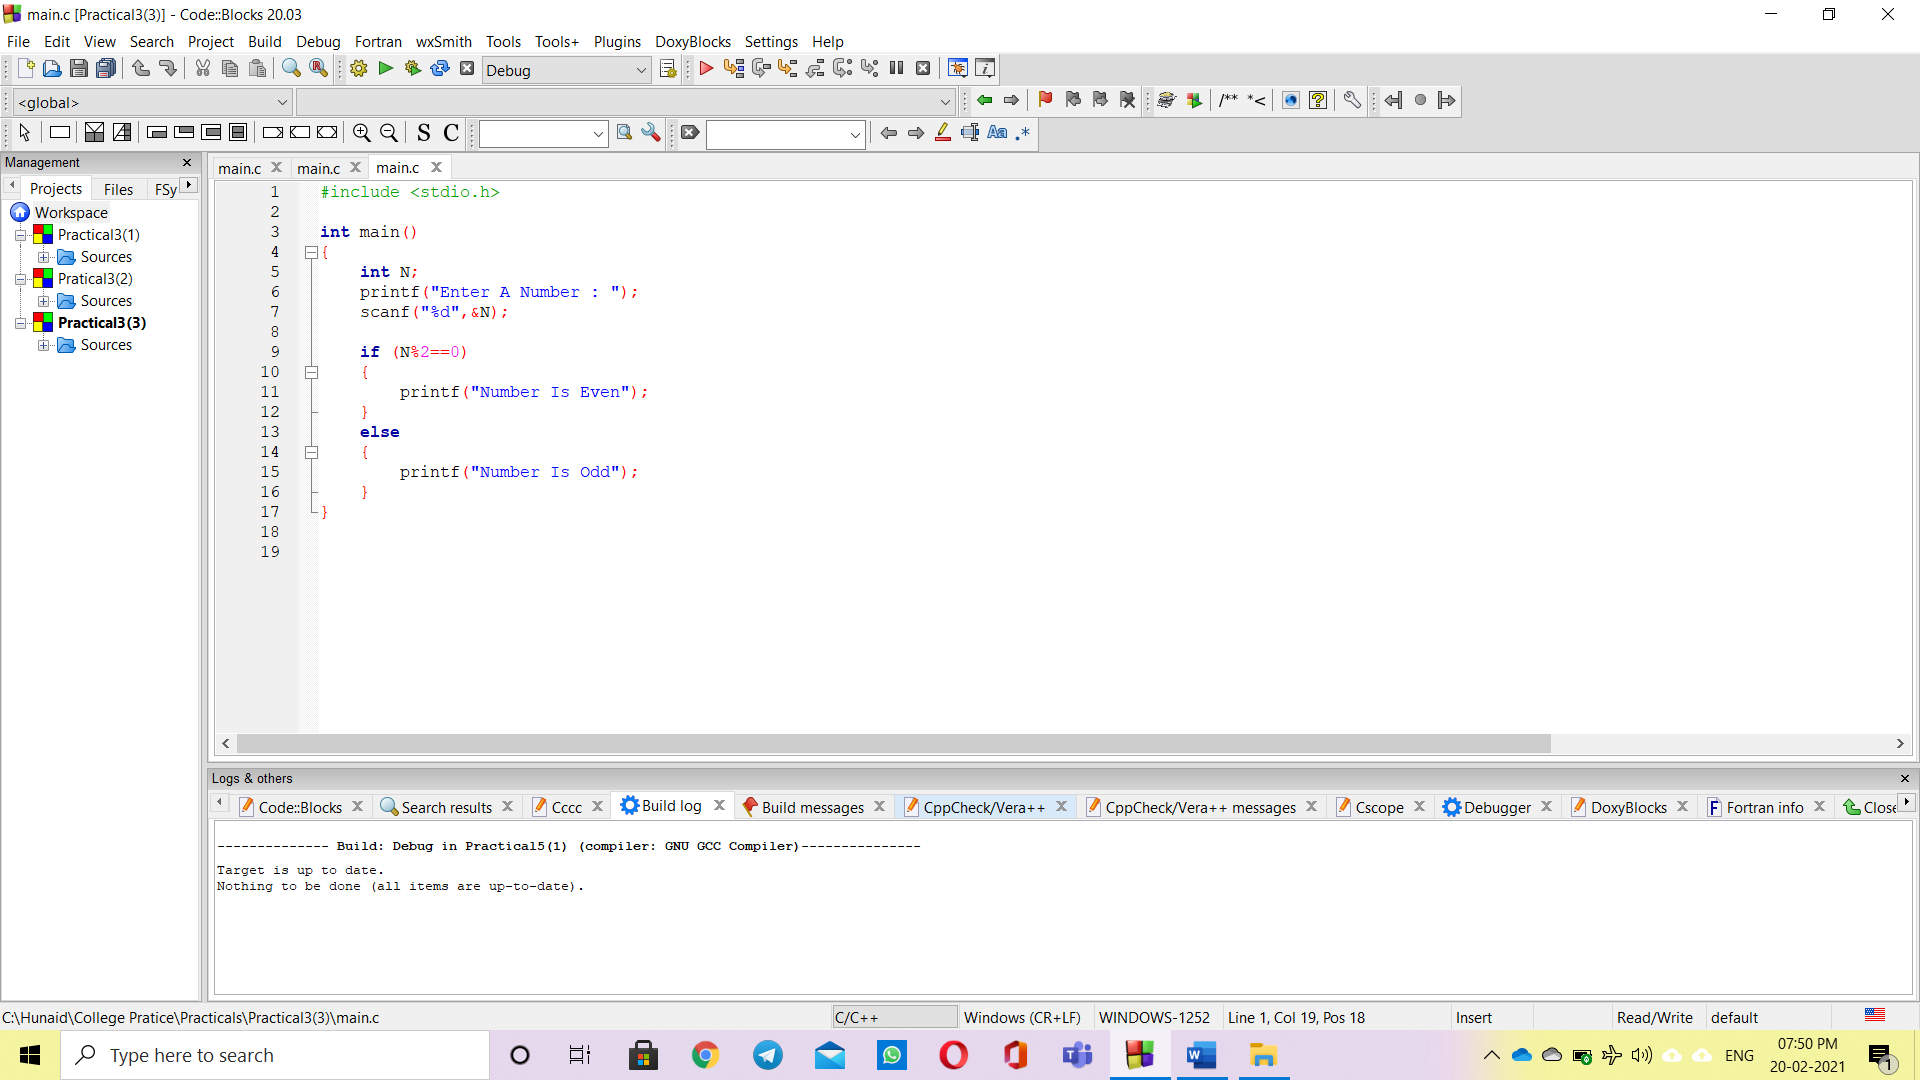 main.c [Practical3(3)] - Code::Blocks 20.03
File Edit View Search Project Build Debug Fortran wxSmith Tools Tools+ Plugins DoxyBlocks Settings Help
Debug
<global>
/** *<
S C
Aa .*
Management
Projects Files FSy
Workspace
Practical3(1)
Sources
Pratical3(2)
Sources
Practical3(3)
Sources
main.c main.c main.c
1 #include <stdio.h>
2
3 int main()
4 {
5 int N;
6 printf("Enter A Number : ");
7 scanf("%d",&N);
8
9 if (N%2==0)
10 {
11 printf("Number Is Even");
12 }
13 else
14 {
15 printf("Number Is Odd");
16 }
17 }
18
19
Logs & others
Code::Blocks Search results Cccc Build log Build messages CppCheck/Vera++ CppCheck/Vera++ messages Cscope Debugger DoxyBlocks Fortran info Close
-------------- Build: Debug in Practical5(1) (compiler: GNU GCC Compiler)---------------
Target is up to date.
Nothing to be done (all items are up-to-date).
C:\Hunaid\College Pratice\Practicals\Practical3(3)\main.c C/C++ Windows (CR+LF) WINDOWS-1252 Line 1, Col 19, Pos 18 Insert Read/Write default
Type here to search
ENG
07:50 PM
20-02-2021
1